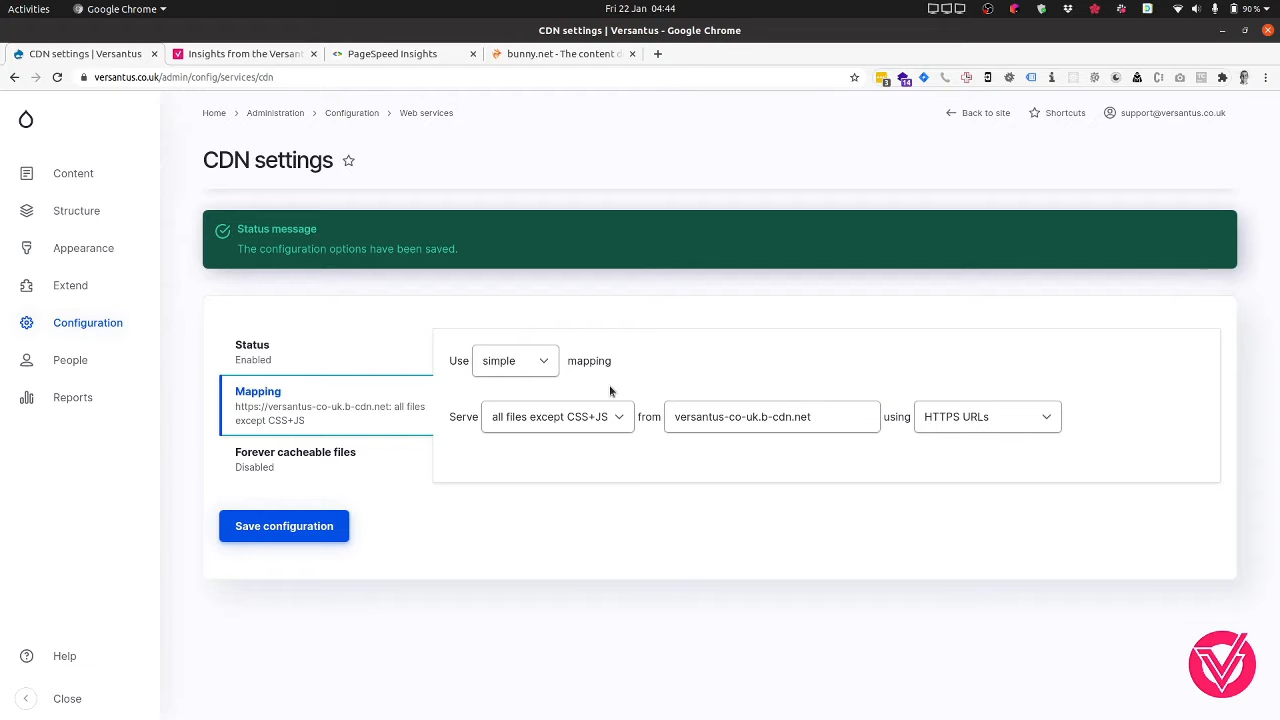 Activities
Google Chrome
Fri 22 Jan 04:44
90 %
CDN settings | Versantus - Google Chrome
CDN settings | Versantus
Insights from the Versant
PageSpeed Insights
bunny.net - The content d
versantus.co.uk/admin/config/services/cdn
3
14
Home
Administration
Configuration
Web services
Back to site
Shortcuts
support@versantus.co.uk
CDN settings
Content
Structure
Appearance
Extend
Configuration
People
Reports
Help
Close
Status message
The configuration options have been saved.
Status
Enabled
Mapping
https://versantus-co-uk.b-cdn.net: all files
except CSS+JS
Forever cacheable files
Disabled
Use simple mapping
Serve all files except CSS+JS from versantus-co-uk.b-cdn.net using HTTPS URLs
Save configuration